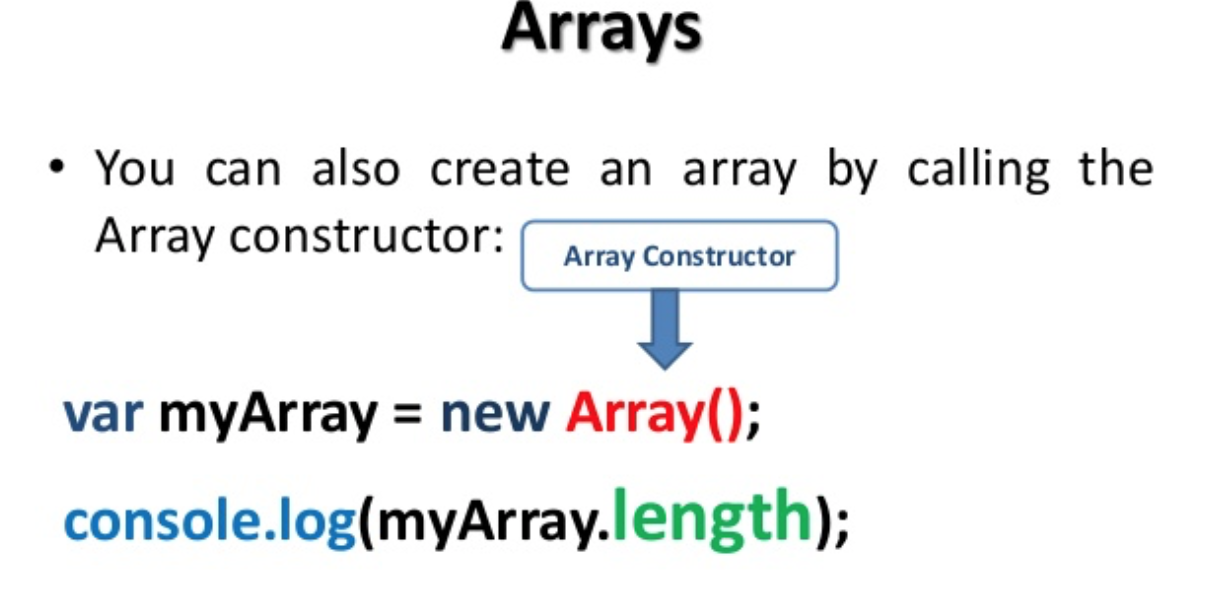 Arrays
• You can also create an array by calling the
Array constructor:
Array Constructor
var myArray = new Array();
console.log(myArray.length);